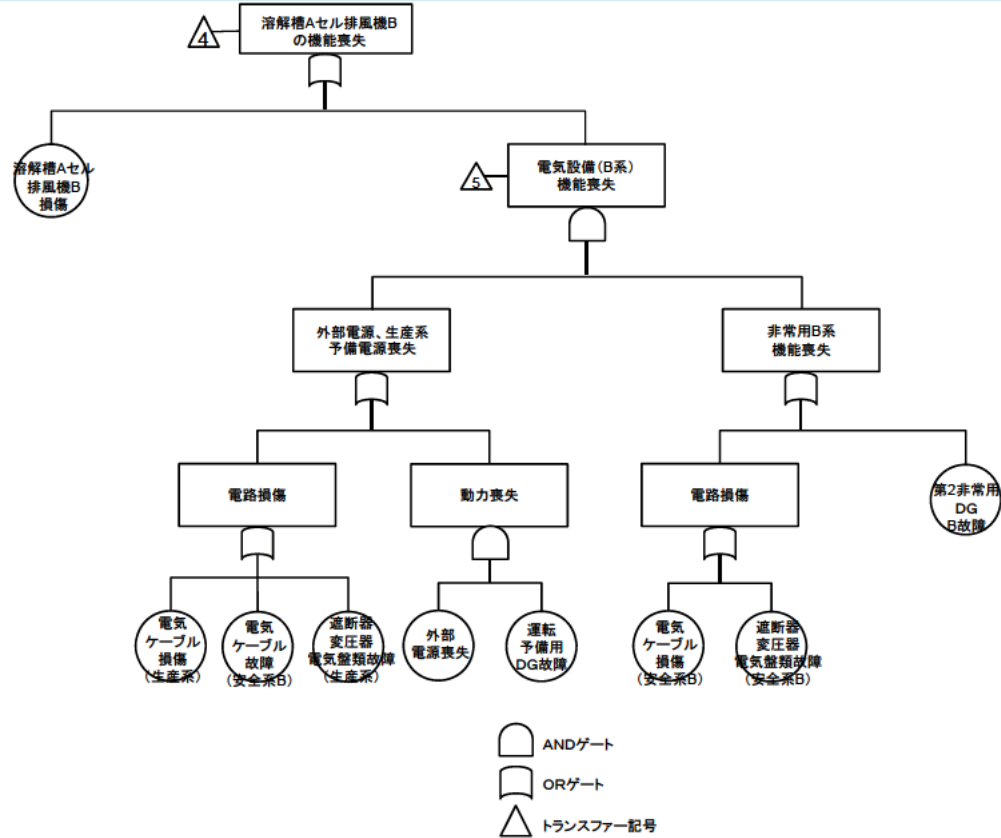 溶解槽Aセル排風機B
の機能喪失
4
溶解槽Aセル
排風機B
損傷
電気設備(B系)
機能喪失
5
外部電源、生産系
予備電源喪失
非常用B系
機能喪失
電路損傷
動力喪失
電路損傷
第2非常用
DG
B故障
電気
ケーブル
損傷
(生産系)
電気
ケーブル
故障
(安全系B)
遮断器
変圧器
電気盤類故障
(生産系)
外部
電源喪失
運転
予備用
DG故障
電気
ケーブル
損傷
(安全系B)
遮断器
変圧器
電気盤類故障
(安全系B)
ANDゲート
ORゲート
トランスファー記号